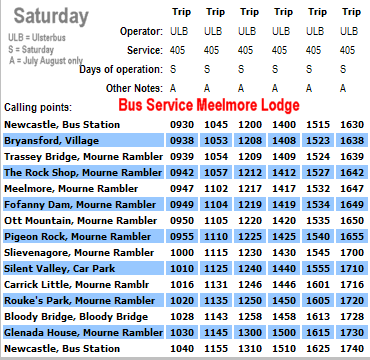 Saturday
ULB = Ulsterbus
S = Saturday
A = July August only
Trip Trip Trip Trip Trip Trip
Operator: ULB ULB ULB ULB ULB ULB
Service: 405 405 405 405 405 405
Days of operation: S S S S S S
Other Notes: A A A A A A
Calling points: Bus Service Meelmore Lodge
Newcastle, Bus Station 0930 1045 1200 1400 1515 1630
Bryansford, Village 0938 1053 1208 1408 1523 1638
Trassey Bridge, Mourne Rambler 0939 1054 1209 1409 1524 1639
The Rock Shop, Mourne Rambler 0942 1057 1212 1412 1527 1642
Meelmore, Mourne Rambler 0947 1102 1217 1417 1532 1647
Fofanny Dam, Mourne Rambler 0949 1104 1219 1419 1534 1649
Ott Mountain, Mourne Rambler 0950 1105 1220 1420 1535 1650
Pigeon Rock, Mourne Rambler 0955 1110 1225 1425 1540 1655
Slievenagore, Mourne Rambler 1000 1115 1230 1430 1545 1700
Silent Valley, Car Park 1010 1125 1240 1440 1555 1710
Carrick Little, Mourne Ramblr 1016 1131 1246 1446 1601 1716
Rouke's Park, Mourne Rambler 1020 1135 1250 1450 1605 1720
Bloody Bridge, Bloody Bridge 1028 1143 1258 1458 1613 1728
Glenada House, Mourne Rambler 1030 1145 1300 1500 1615 1730
Newcastle, Bus Station 1040 1155 1310 1510 1625 1740